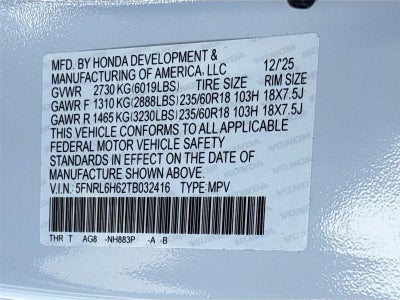 MFD. BY HONDA DEVELOPMENT &
MANUFACTURING OF AMERICA, LLC 12/'25
GVWR 2730 KG(6019LBS) TIRE SIZE RIM SIZE
GAWR F 1310 KG(2888LBS) 235/60R18 103H 18X7.5J
GAWR R 1465 KG(3230LBS) 235/60R18 103H 18X7.5J
THIS VEHICLE CONFORMS TO ALL APPLICABLE
FEDERAL MOTOR VEHICLE SAFETY
STANDARDS IN EFFECT ON THE DATE OF
MANUFACTURE SHOWN ABOVE.
V.I.N: 5FNRL6H62TB032416 TYPE:MPV
THR T AG8 -NH883P -A -B